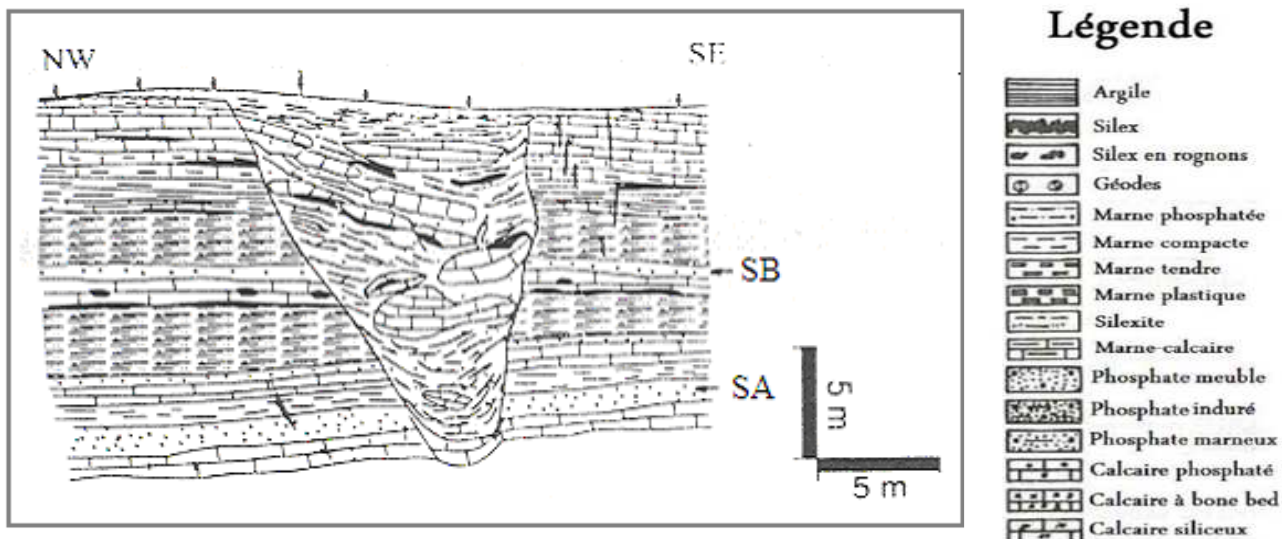 NW
SE
SB
SA
5 m
5 m
Légende
Argile
Silex
Silex en rognons
Géodes
Marne phosphatée
Marne compacte
Marne tendre
Marne plastique
Silexite
Marne-calcaire
Phosphate meuble
Phosphate induré
Phosphate marneux
Calcaire phosphaté
Calcaire à bone bed
Calcaire siliceux